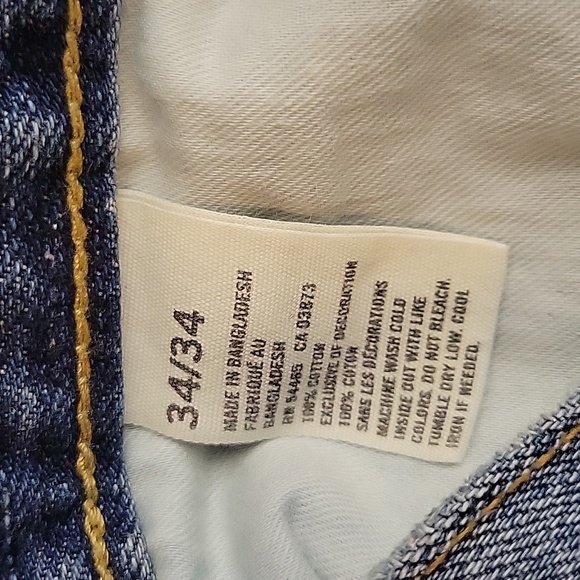 34/34
MADE IN BANGLADESH
FABRIQUÉ AU
BANGLADESH
RN 54485 CA 03873
100% COTTON
EXCLUSIVE OF DECORATION
100% COTON
SANS LES DÉCORATIONS
MACHINE WASH COLD
INSIDE OUT WITH LIKE
COLORS. DO NOT BLEACH.
TUMBLE DRY LOW. COOL
IRON IF NEEDED.